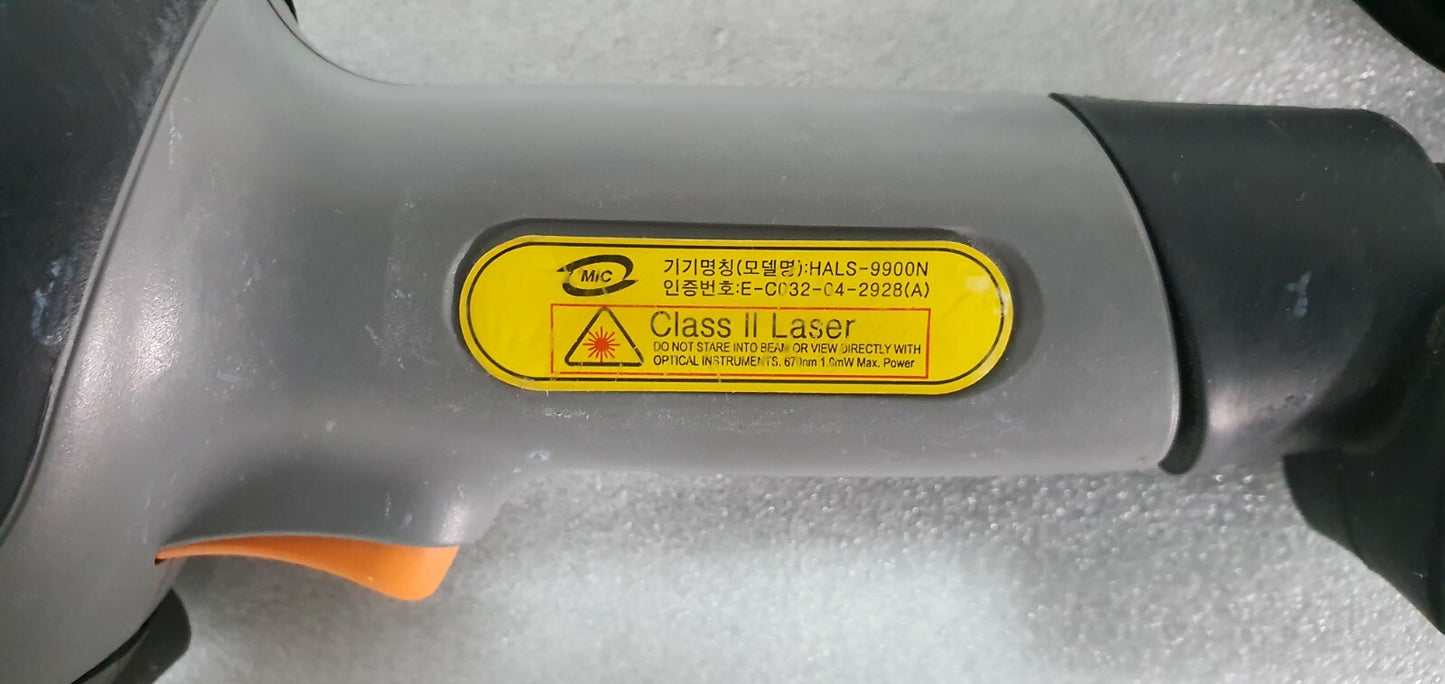 MIC
기기명칭(모델명):HALS-9900N
인증번호:E-C032-04-2928(A)
Class II Laser
DO NOT STARE INTO BEAM OR VIEW DIRECTLY WITH
OPTICAL INSTRUMENTS. 670nm 1.0mW Max. Power